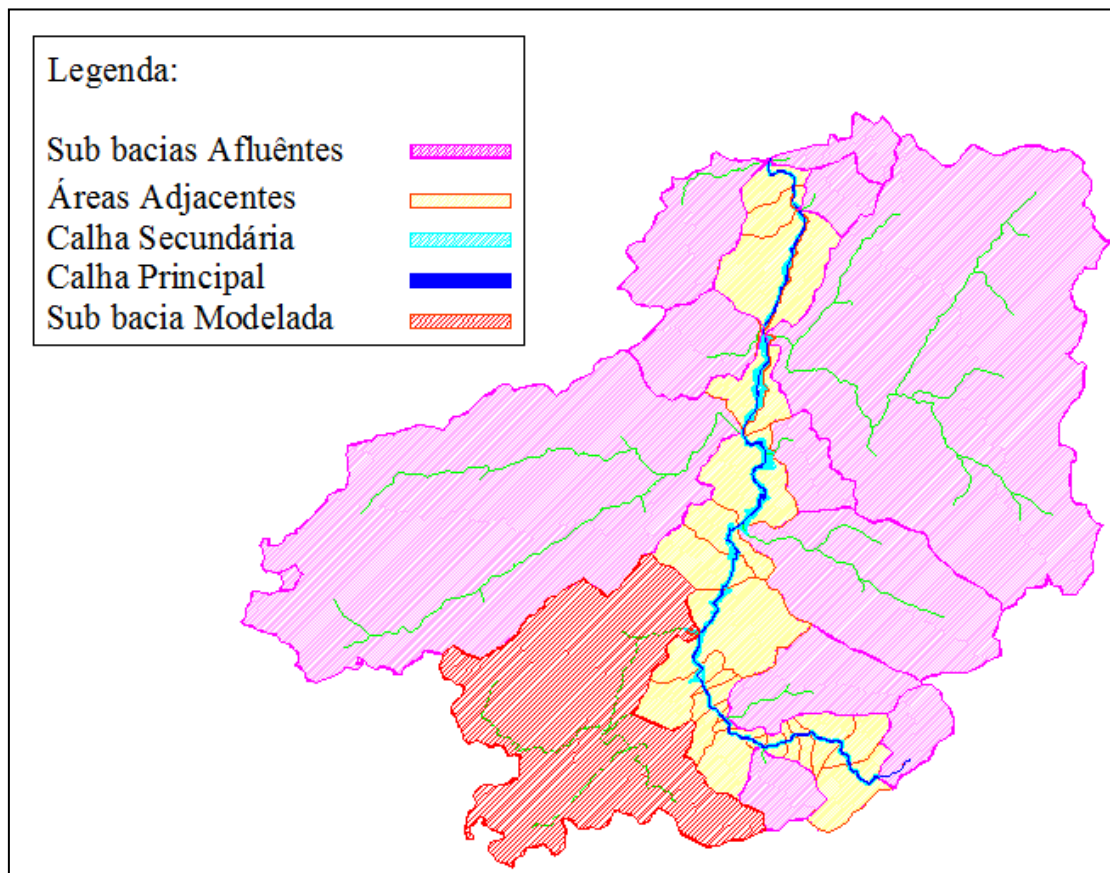 Legenda:
Sub bacias Afluêntes
Áreas Adjacentes
Calha Secundária
Calha Principal
Sub bacia Modelada